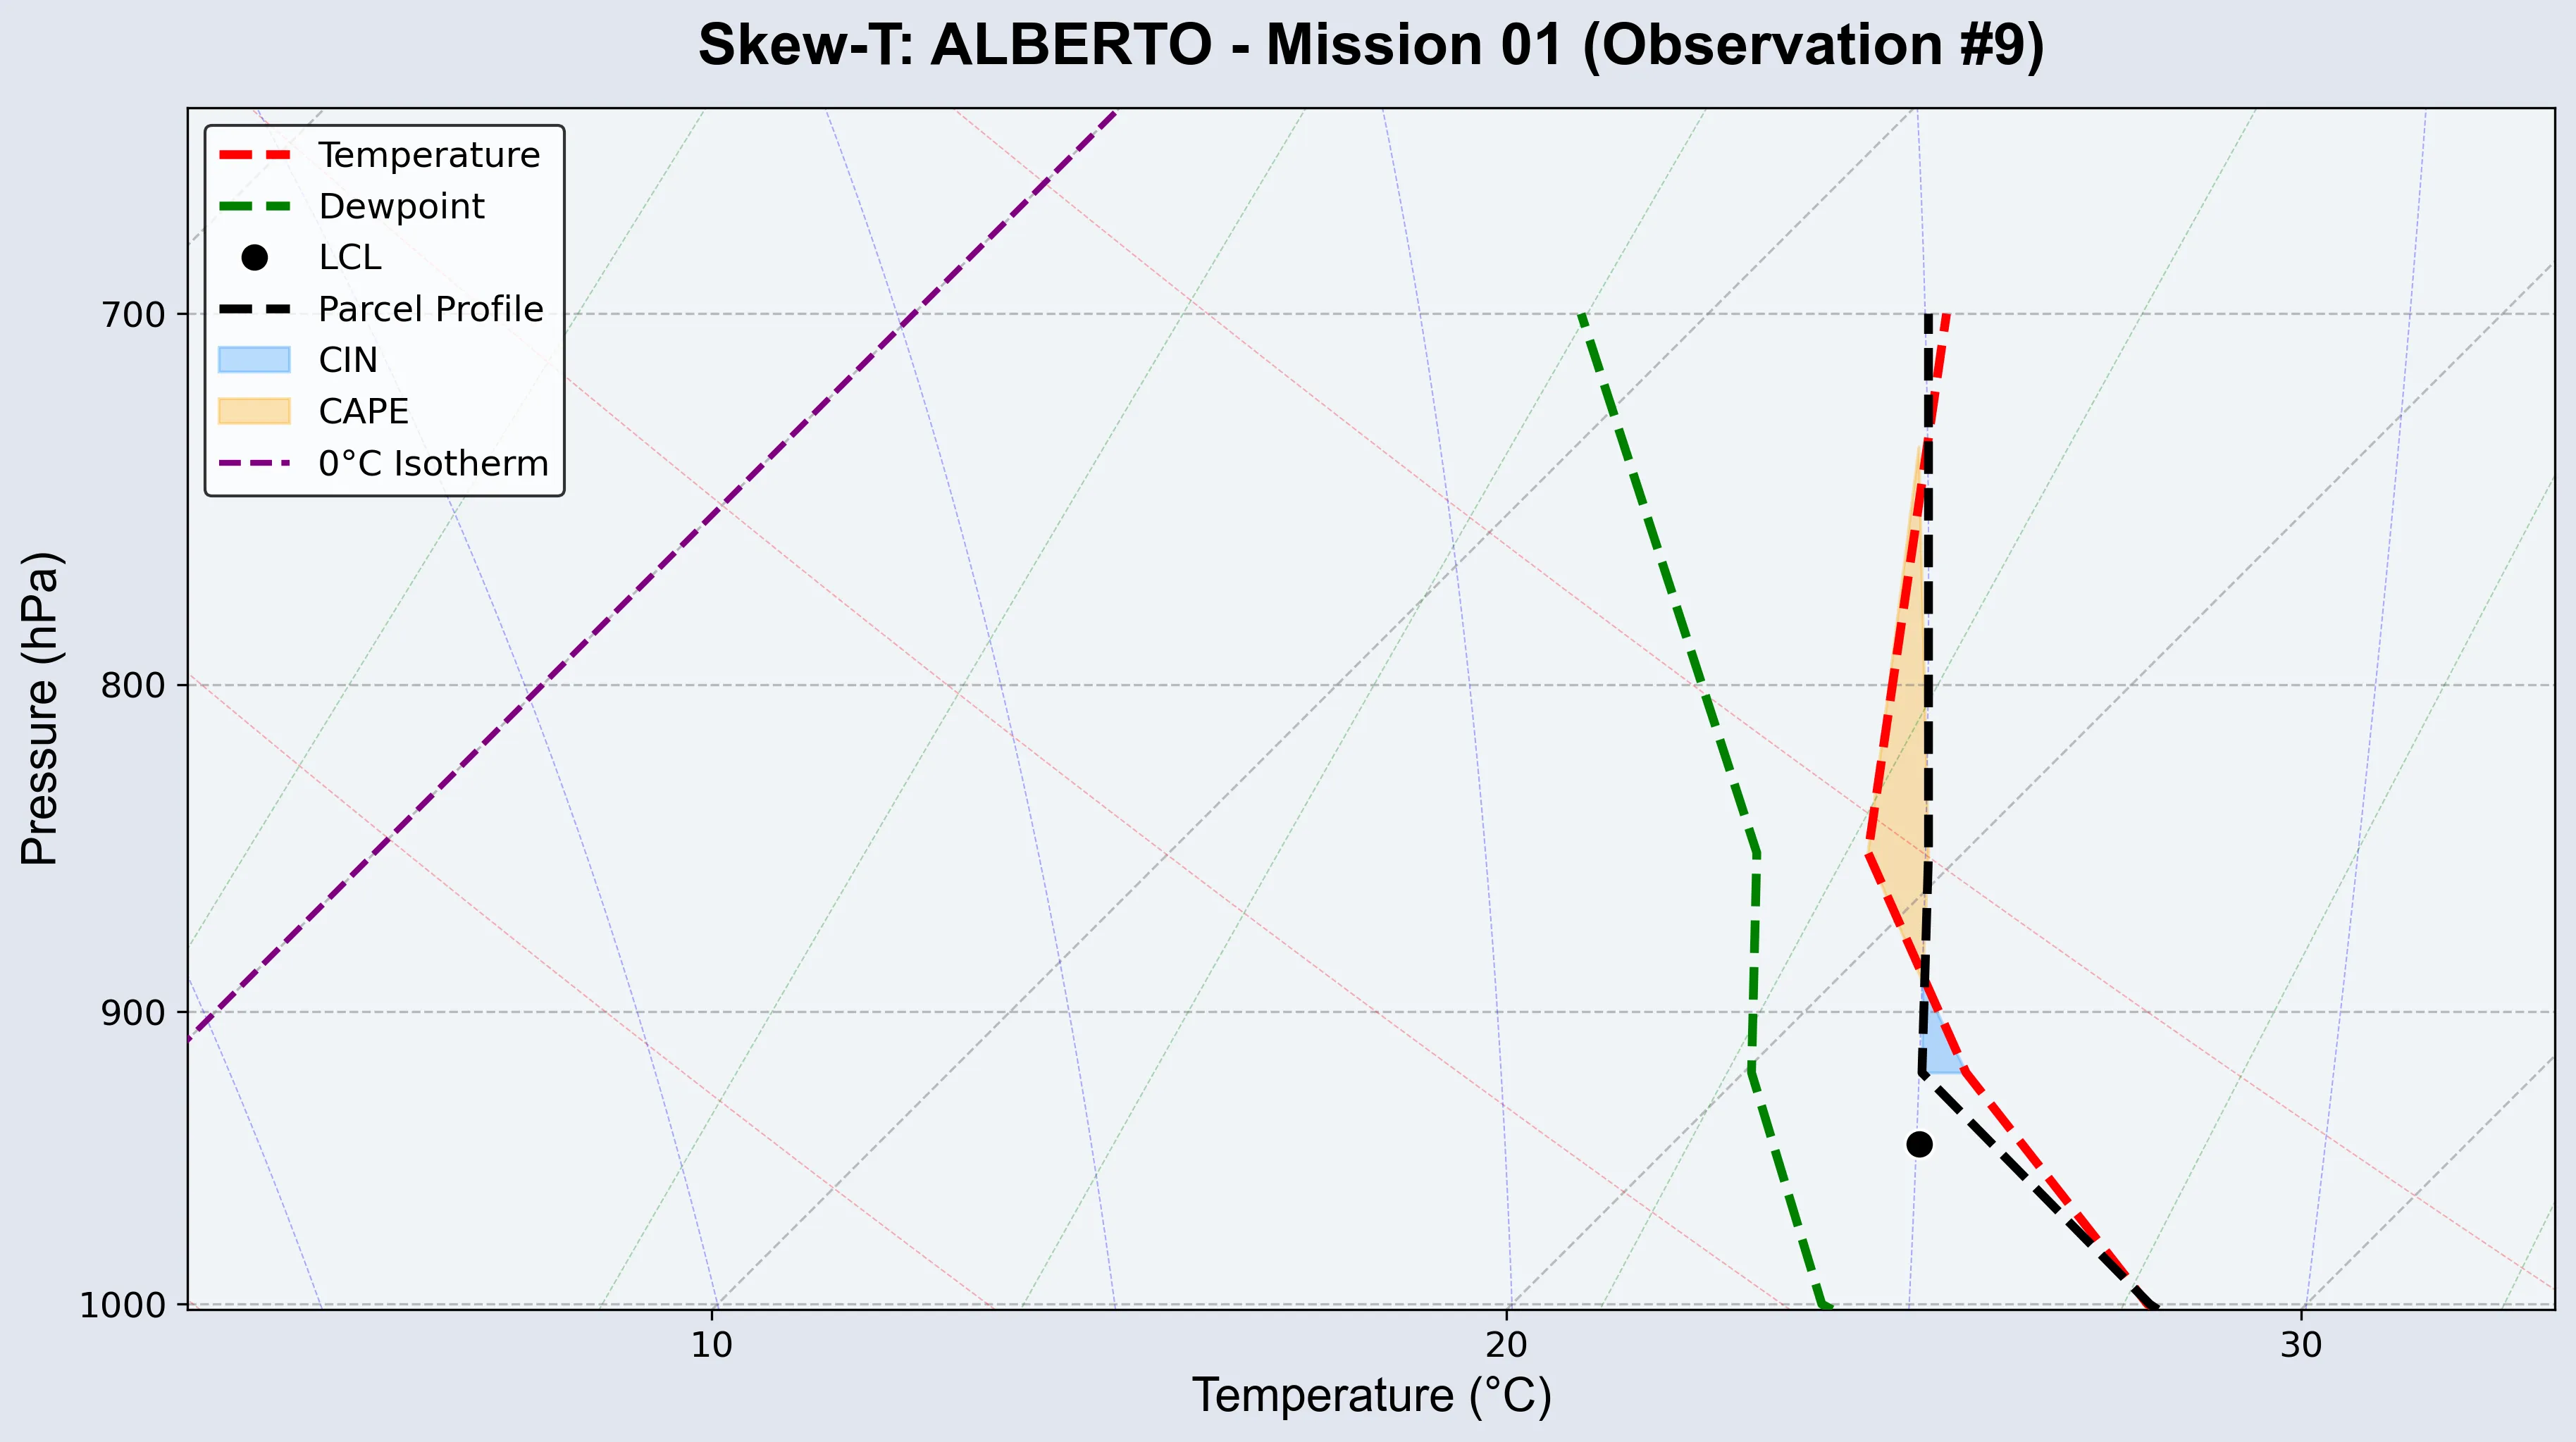 Skew-T: ALBERTO - Mission 01 (Observation #9)
Temperature
Dewpoint
LCL
Parcel Profile
CIN
CAPE
0°C Isotherm
Pressure (hPa)
700
800
900
1000
10
20
30
Temperature (°C)